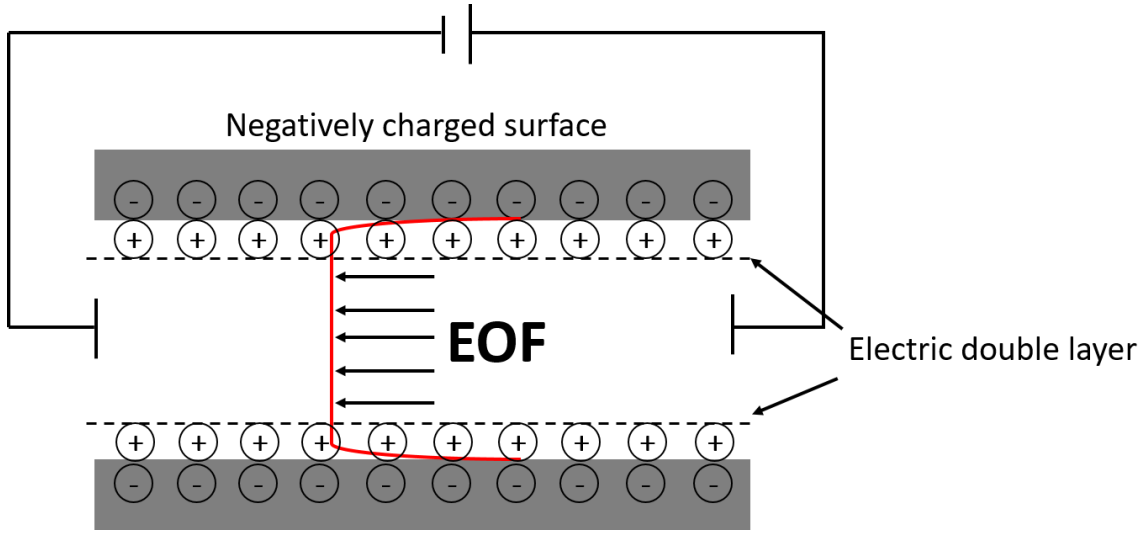 Negatively charged surface
- - - - - - - - - -
+ + + + + + + + + +
EOF
Electric double layer
+ + + + + + + + + +
- - - - - - - - - -